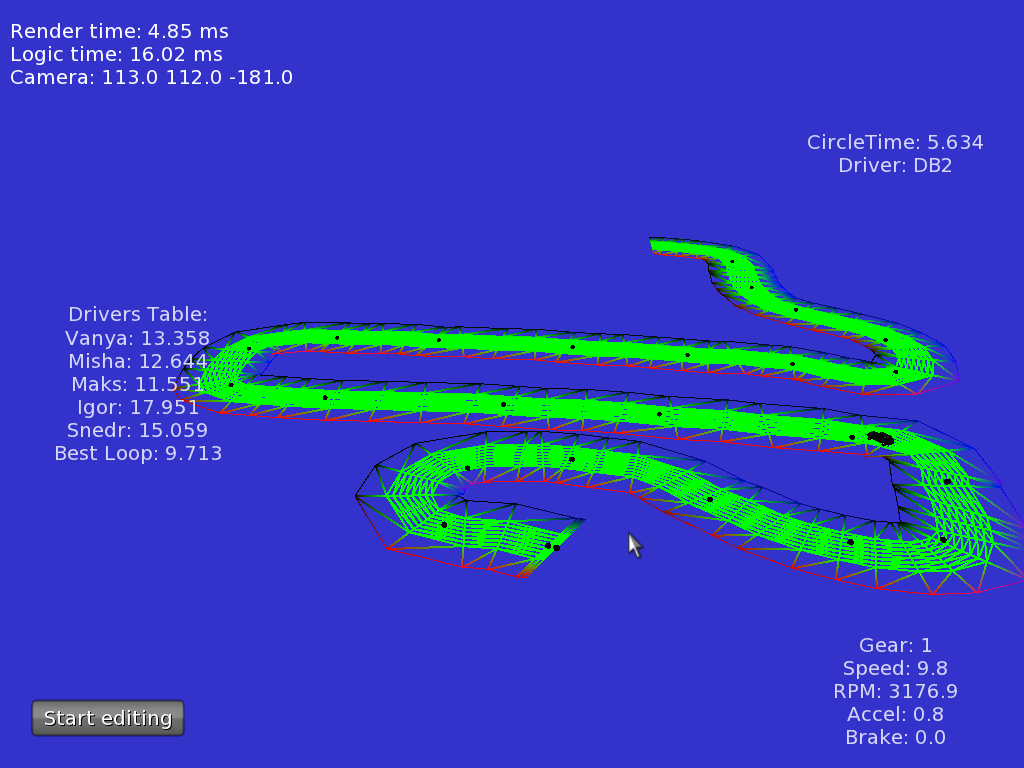 Render time: 4.85 ms
Logic time: 16.02 ms
Camera: 113.0 112.0 -181.0
CircleTime: 5.634
Driver: DB2
Drivers Table:
Vanya: 13.358
Misha: 12.644
Maks: 11.551
Igor: 17.951
Snedr: 15.059
Best Loop: 9.713
Gear: 1
Speed: 9.8
RPM: 3176.9
Accel: 0.8
Brake: 0.0
Start editing